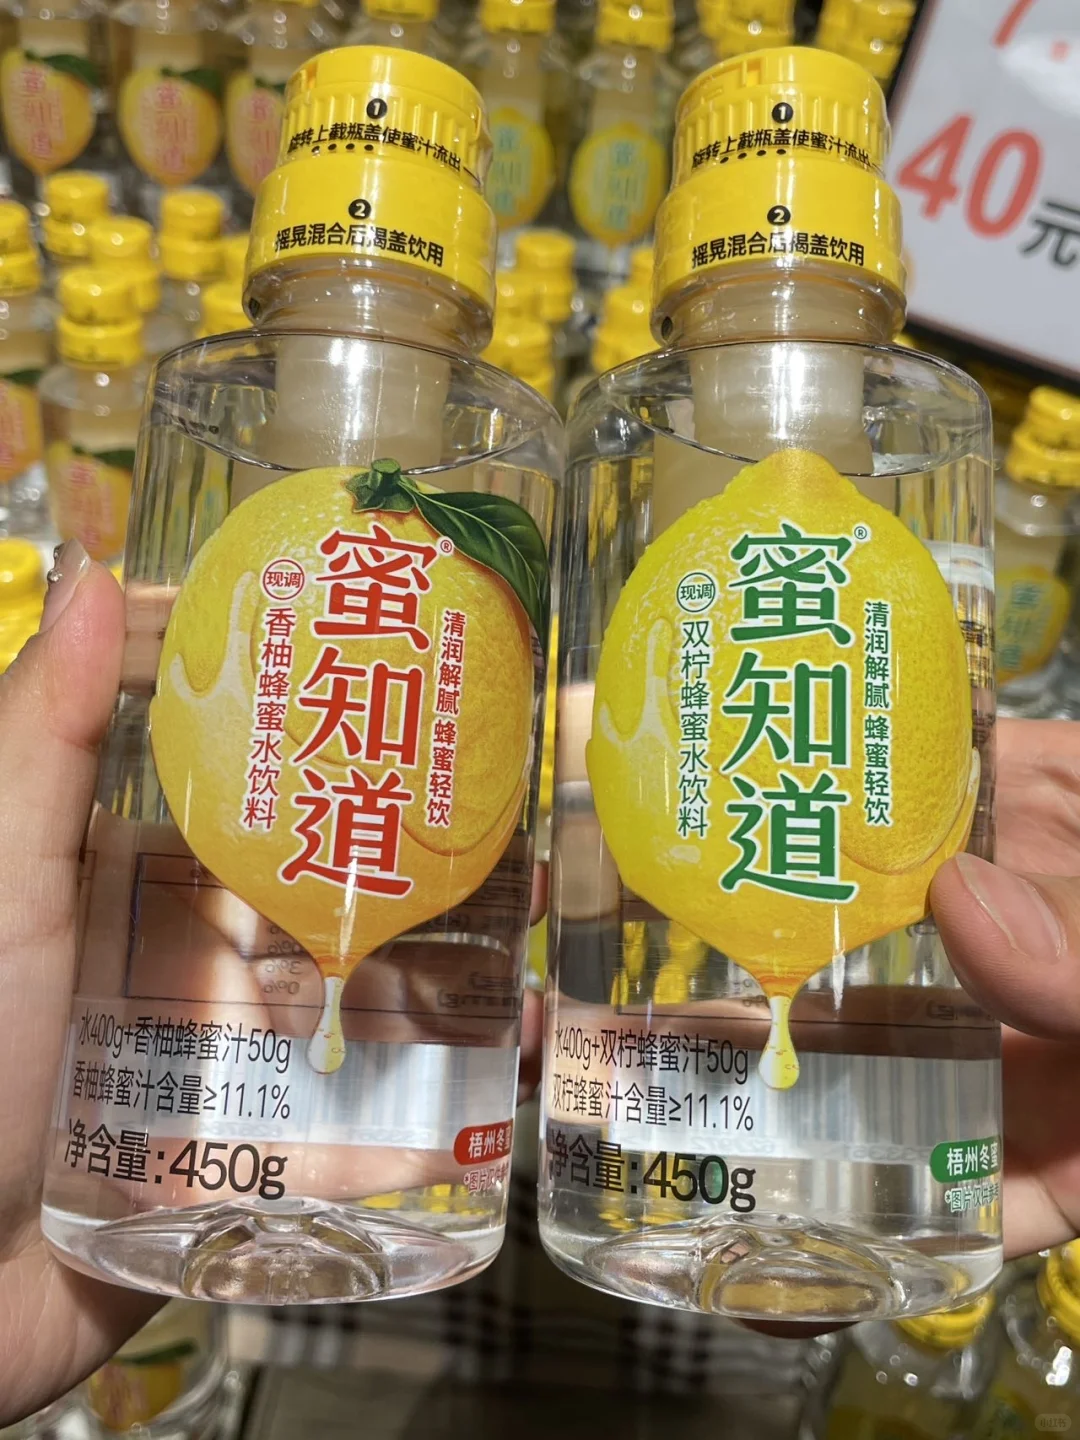 40元
1
旋转上截瓶盖使蜜汁流出
2
摇晃混合后揭盖饮用
蜜知道®
现调
香柚蜂蜜水饮料
清润解腻 蜂蜜轻饮
水400g+香柚蜂蜜汁50g
香柚蜂蜜汁含量≥11.1%
净含量:450g
梧州冬蜜
1
旋转上截瓶盖使蜜汁流出
2
摇晃混合后揭盖饮用
蜜知道®
现调
双柠蜂蜜水饮料
清润解腻 蜂蜜轻饮
水400g+双柠蜂蜜汁50g
双柠蜂蜜汁含量≥11.1%
净含量:450g
梧州冬蜜
小红书